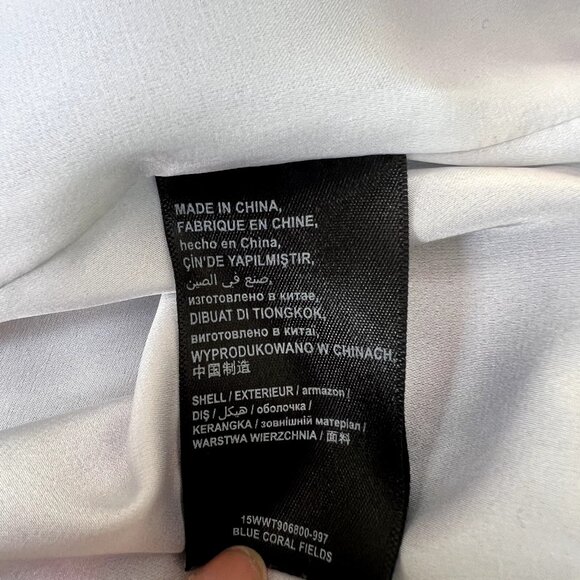 MADE IN CHINA,
FABRIQUE EN CHINE,
hecho en China,
ÇİN'DE YAPILMIŞTIR,
صنع في الصين,
изготовлено в китае,
DIBUAT DI TIONGKOK,
виготовлено в китаї,
WYPRODUKOWANO W CHINACH,
中国制造
SHELL / EXTERIEUR / armazon /
DIŞ / هيكل / оболочка /
KERANGKA / зовнішній матеріал /
WARSTWA WIERZCHNIA / 面料
15WWT906800-997
BLUE CORAL FIELDS